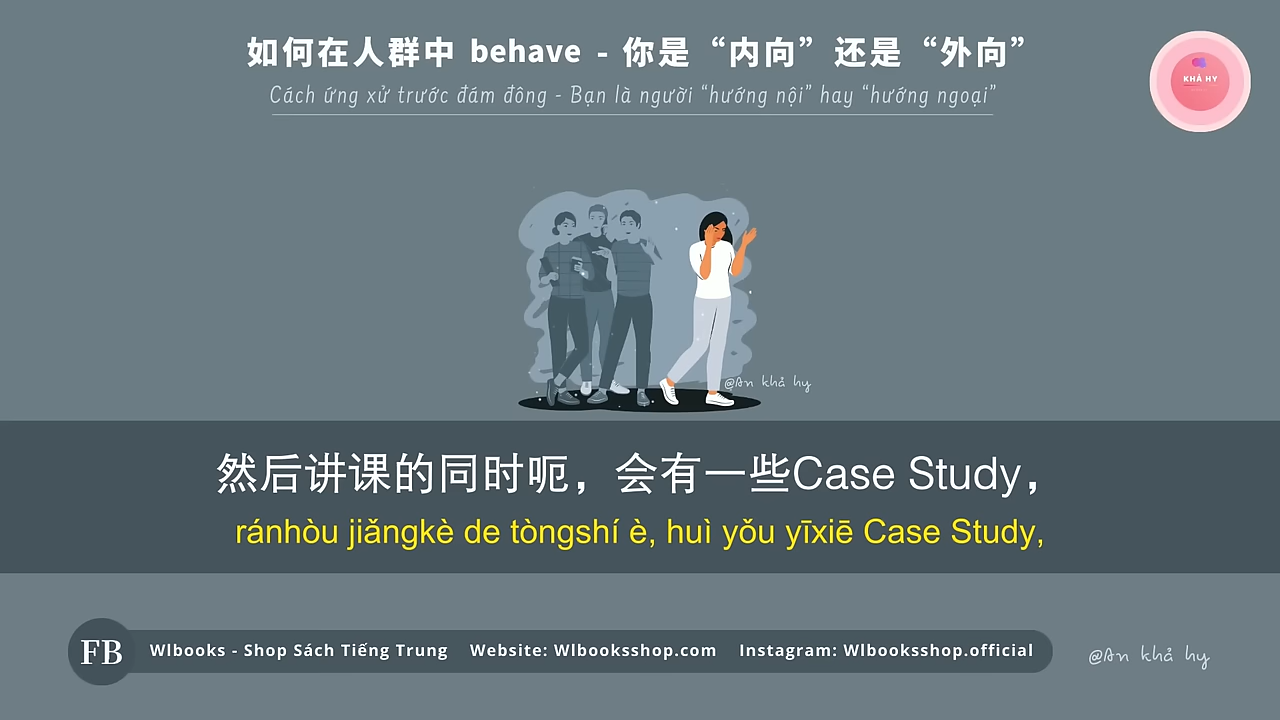 如何在人群中 behave - 你是“内向”还是“外向”
Cách ứng xử trước đám đông - Bạn là người “hướng nội” hay “hướng ngoại”
KHẢ HY
@An khả hy
然后讲课的同时呃，会有一些Case Study，
ránhòu jiǎngkè de tòngshí è, huì yǒu yīxiē Case Study,
FB Wlbooks - Shop Sách Tiếng Trung Website: Wlbooksshop.com Instagram: Wlbooksshop.official
@An khả hy